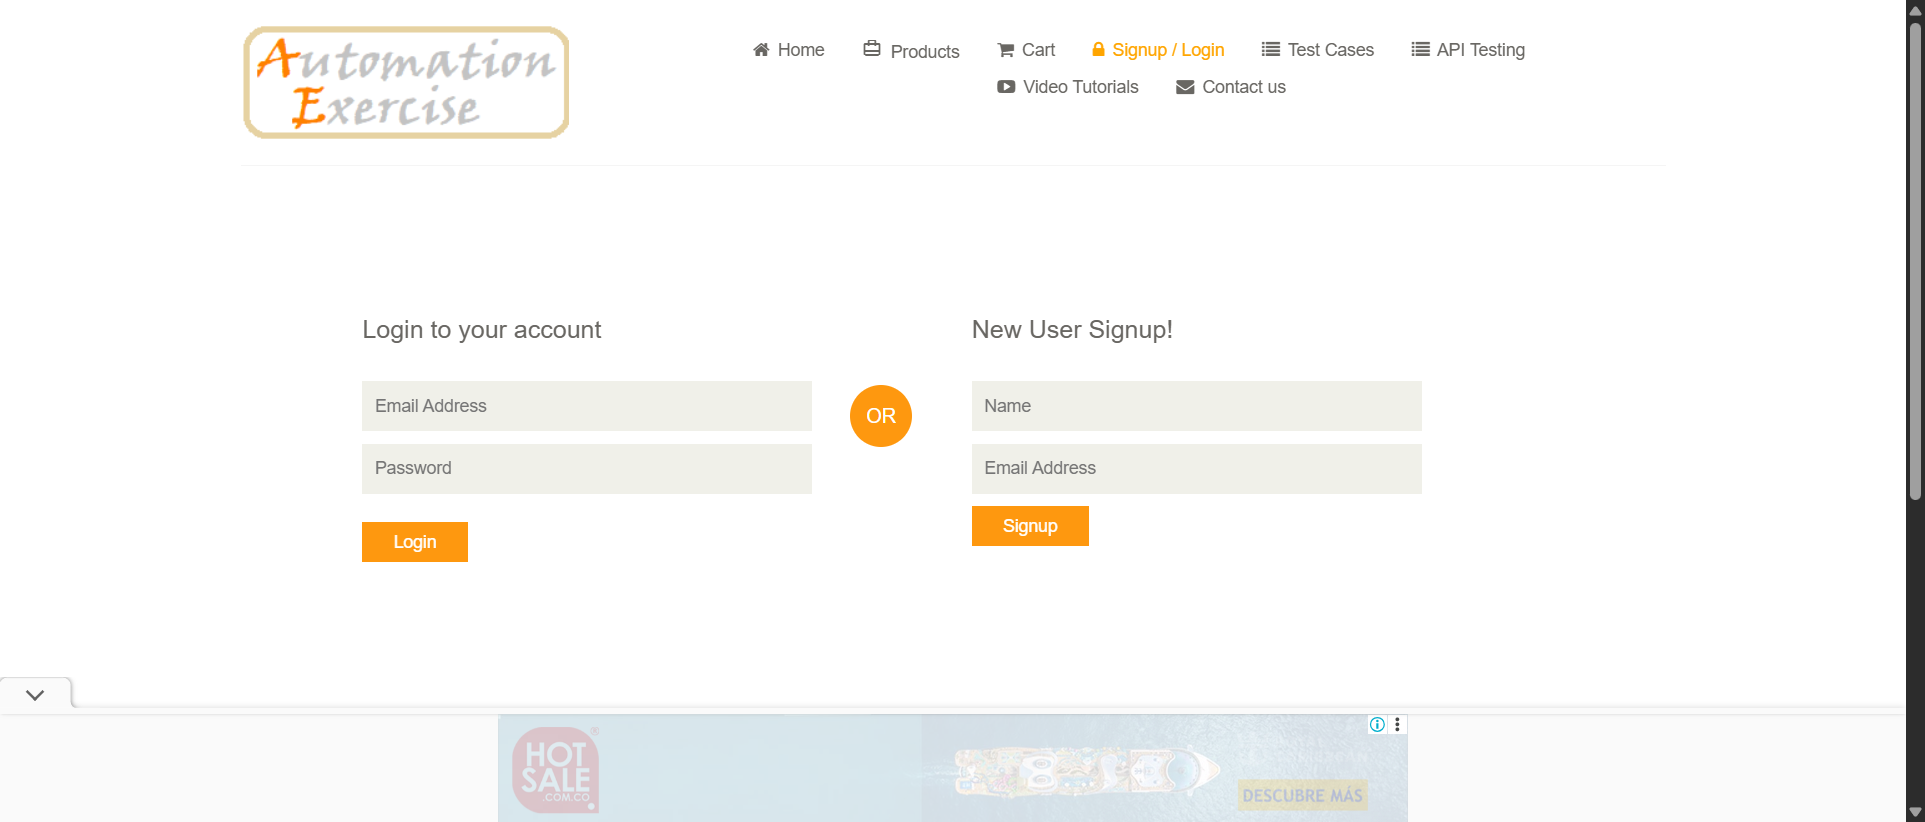 Automation
Exercise
Home Products Cart Signup / Login Test Cases API Testing
Video Tutorials Contact us
Login to your account
New User Signup!
Email Address
Password
Login
OR
Name
Email Address
Signup
HOT
SALE
.COM.CO
DESCUBRE MÁS